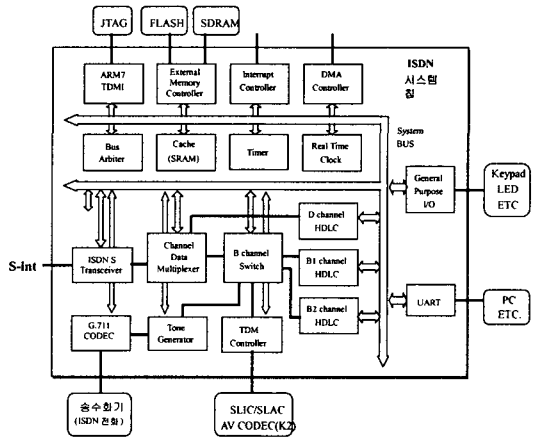 JTAG
FLASH
SDRAM
ARM7
TDMI
External
Memory
Controller
Interrupt
Controller
DMA
Controller
ISDN
시스템
칩
Bus
Arbiter
Cache
(SRAM)
Timer
Real Time
Clock
System
BUS
General
Purpose
I/O
Keypad
LED
ETC
D channel
HDLC
S-int
ISDN S
Transceiver
Channel
Data
Multiplexer
B channel
Switch
B1 channel
HDLC
B2 channel
HDLC
UART
PC
ETC.
G.711
CODEC
Tone
Generator
TDM
Controller
송수화기
(ISDN 전화)
SLIC/SLAC
AV CODEC(K2)